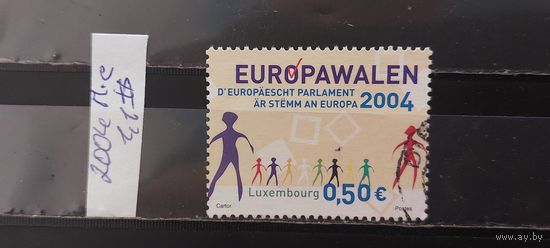 EUROPAWALEN
D'EUROPÄESCHT PARLAMENT
ÄR STËMM AN EUROPA 2004
Luxembourg 0,50 €
Cartor Postes
2004г М.с
www.ay.by